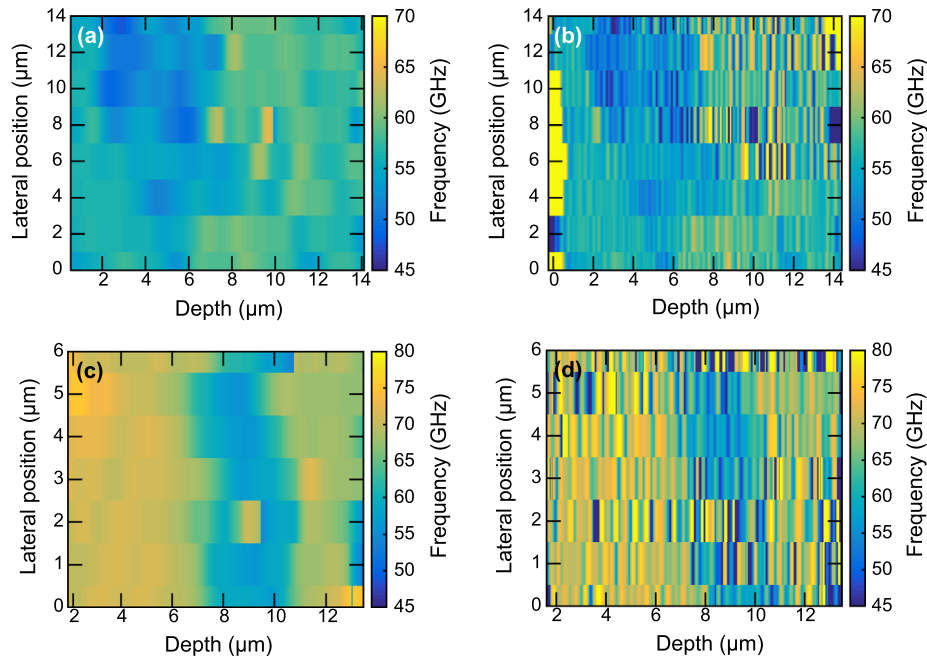 (a)
14
12
10
8
6
4
2
0
Lateral position (µm)
2 4 6 8 10 12 14
Depth (µm)
70
65
60
55
50
45
Frequency (GHz)
(b)
14
12
10
8
6
4
2
0
Lateral position (µm)
0 2 4 6 8 10 12 14
Depth (µm)
70
65
60
55
50
45
Frequency (GHz)
(c)
6
5
4
3
2
1
0
Lateral position (µm)
2 4 6 8 10 12
Depth (µm)
80
75
70
65
60
55
50
45
Frequency (GHz)
(d)
6
5
4
3
2
1
0
Lateral position (µm)
2 4 6 8 10 12
Depth (µm)
80
75
70
65
60
55
50
45
Frequency (GHz)